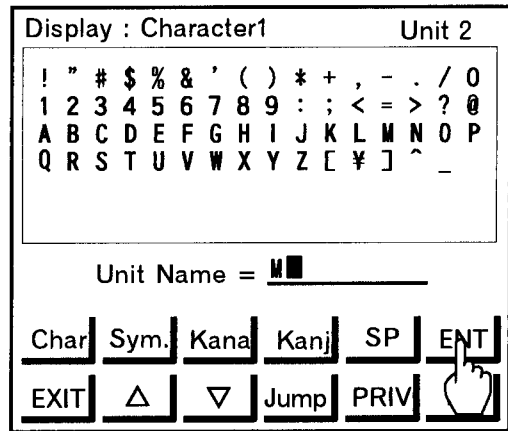 Display : Character1 Unit 2
! " # $ % & ' ( ) * + , - . / 0
1 2 3 4 5 6 7 8 9 : ; < = > ? @
A B C D E F G H I J K L M N O P
Q R S T U V W X Y Z [ ¥ ] ^ _
Unit Name = M
Char Sym. Kana Kanj SP ENT
EXIT △ ▽ Jump PRIV